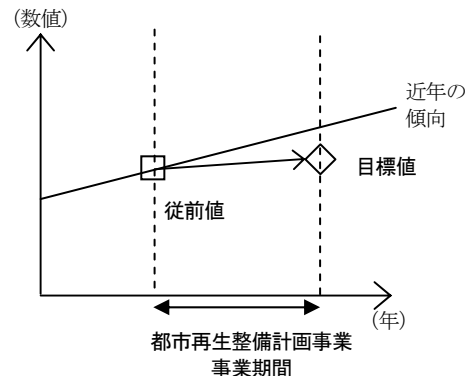 (数値)
近年の
傾向
目標値
従前値
(年)
都市再生整備計画事業
事業期間